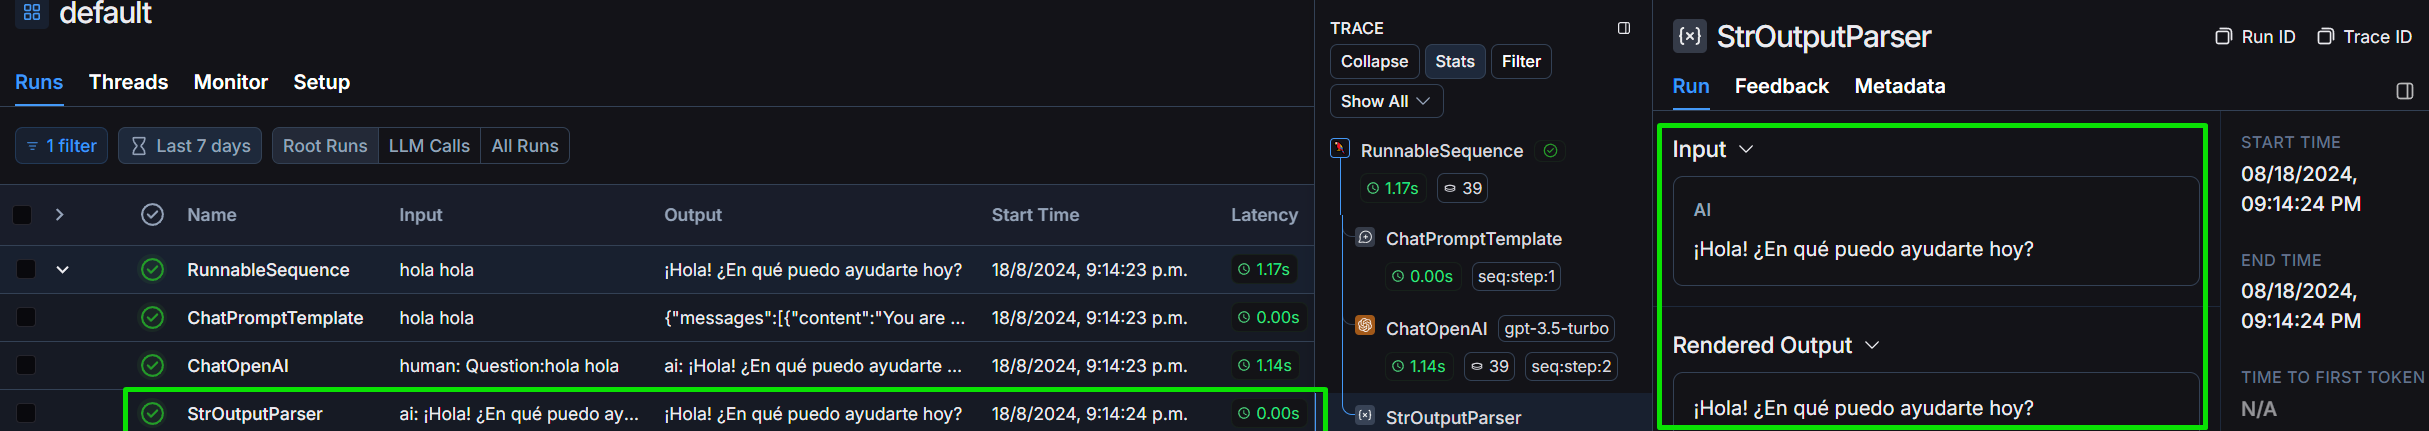 default
Runs Threads Monitor Setup
1 filter Last 7 days Root Runs LLM Calls All Runs
Name Input Output Start Time Latency
RunnableSequence hola hola ¡Hola! ¿En qué puedo ayudarte hoy? 18/8/2024, 9:14:23 p.m. 1.17s
ChatPromptTemplate hola hola {"messages":[{"content":"You are ... 18/8/2024, 9:14:23 p.m. 0.00s
ChatOpenAI human: Question:hola hola ai: ¡Hola! ¿En qué puedo ayudarte ... 18/8/2024, 9:14:23 p.m. 1.14s
StrOutputParser ai: ¡Hola! ¿En qué puedo ay... ¡Hola! ¿En qué puedo ayudarte hoy? 18/8/2024, 9:14:24 p.m. 0.00s
TRACE
Collapse Stats Filter
Show All
RunnableSequence
1.17s 39
ChatPromptTemplate
0.00s seq:step:1
ChatOpenAI gpt-3.5-turbo
1.14s 39 seq:step:2
StrOutputParser
StrOutputParser Run ID Trace ID
Run Feedback Metadata
Input
AI
¡Hola! ¿En qué puedo ayudarte hoy?
Rendered Output
¡Hola! ¿En qué puedo ayudarte hoy?
START TIME
08/18/2024,
09:14:24 PM
END TIME
08/18/2024,
09:14:24 PM
TIME TO FIRST TOKEN
N/A